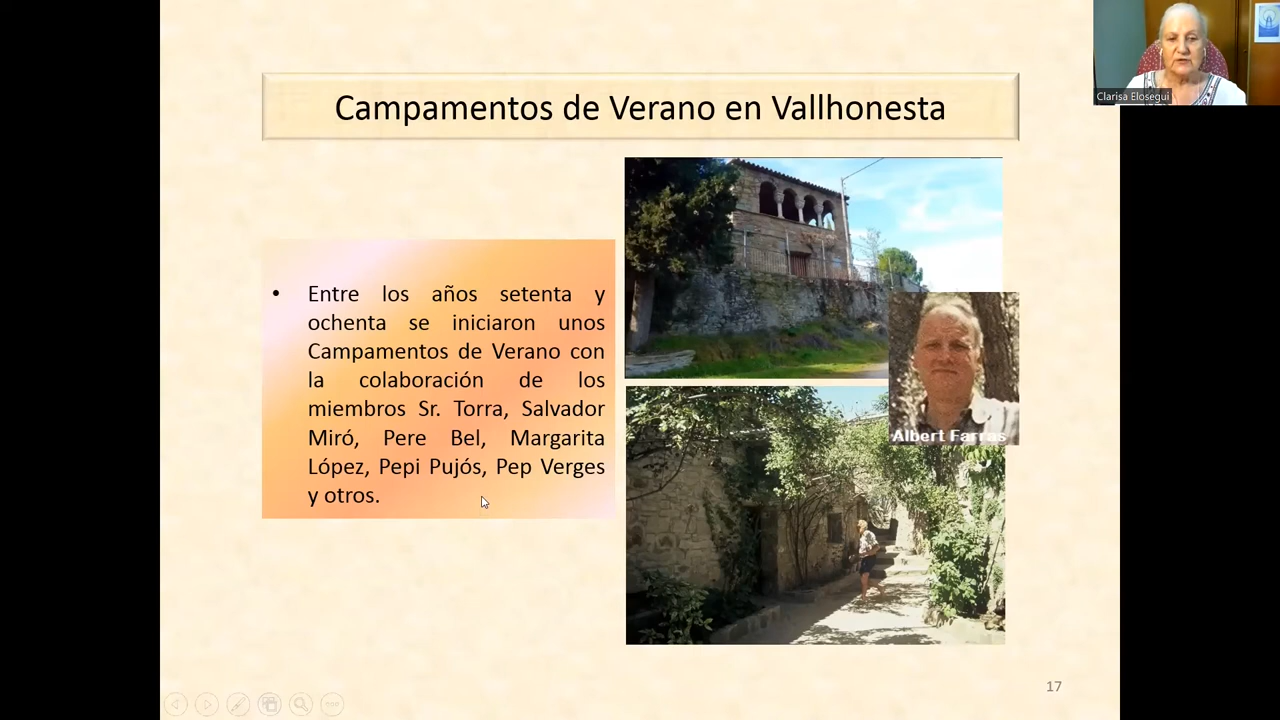 Clarisa Elosegui
Campamentos de Verano en Vallhonesta
• Entre los años setenta y
ochenta se iniciaron unos
Campamentos de Verano con
la colaboración de los
miembros Sr. Torra, Salvador
Miró, Pere Bel, Margarita
López, Pepi Pujós, Pep Verges
y otros.
Albert Farras
17